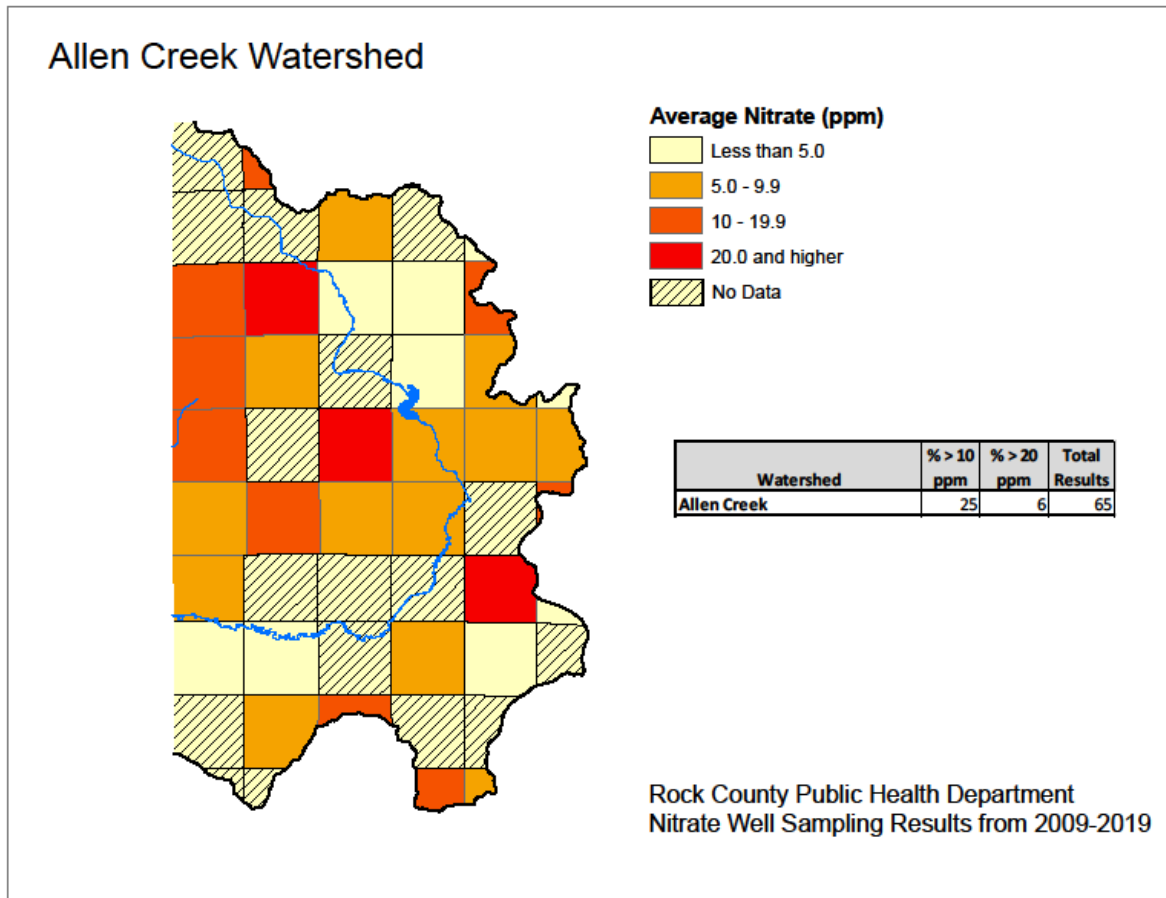 Allen Creek Watershed
Average Nitrate (ppm)
Less than 5.0
5.0 - 9.9
10 - 19.9
20.0 and higher
No Data
Watershed % > 10 ppm % > 20 ppm Total Results
Allen Creek 25 6 65
Rock County Public Health Department
Nitrate Well Sampling Results from 2009-2019